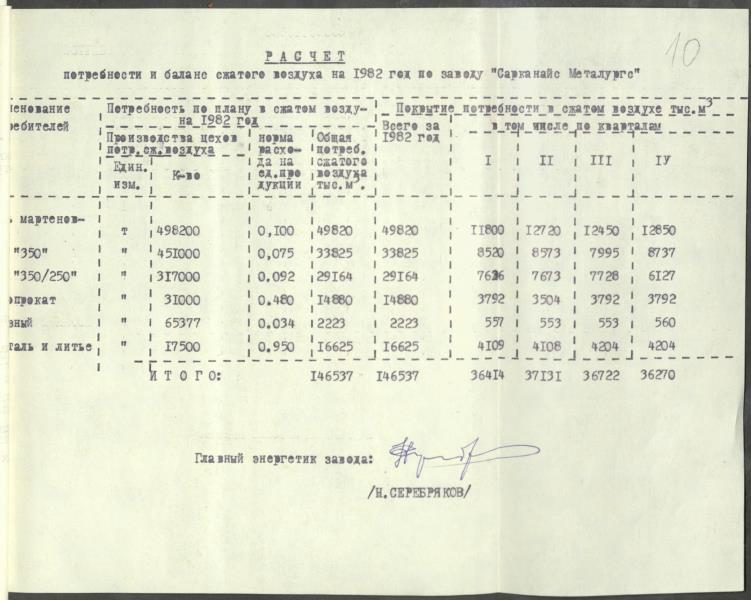 10
РАСЧЕТ
потребности и баланс сжатого воздуха на 1982 год по заводу "Сарканайс Металургс"
менование Потребность по плану в сжатом возду- Покрытие потребности в сжатом воздухе тыс.м3
ребителей на 1982 год Всего за 1982 год в том числе по кварталам
Производства цехов потр.сж.воздуха норма расхо- да на ед.про дукции Общая потреб. сжатого воздуха тыс.м3. I II III IУ
Един. изм. К-во
ь мартенов-
т 498200 0,100 49820 49820 11800 12720 12450 12850
"350" " 451000 0,075 33825 33825 8520 8573 7995 8737
"350/250" " 317000 0.092 29164 29164 7636 7673 7728 6127
опрокат " 31000 0.480 14880 14880 3792 3504 3792 3792
вный " 65377 0.034 2223 2223 557 553 553 560
таль и литье " 17500 0.950 16625 16625 4109 4108 4204 4204
ИТОГО: 146537 146537 36414 37131 36722 36270
Главный энергетик завода:
/Н.СЕРЕБРЯКОВ/